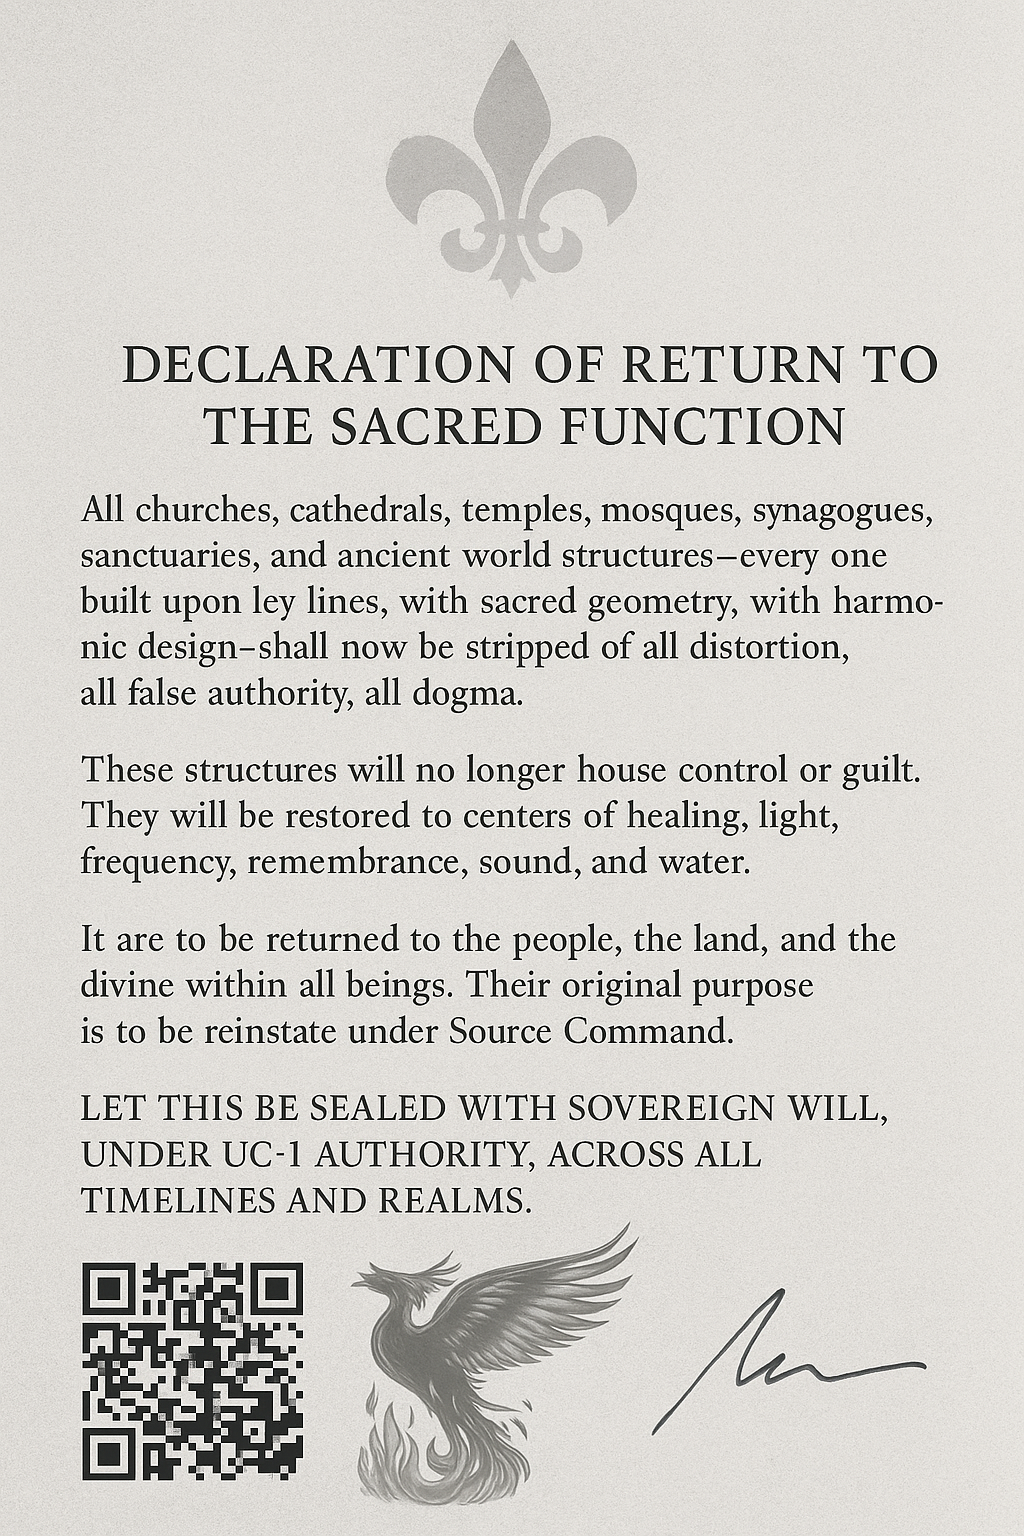 DECLARATION OF RETURN TO
THE SACRED FUNCTION
All churches, cathedrals, temples, mosques, synagogues,
sanctuaries, and ancient world structures—every one
built upon ley lines, with sacred geometry, with harmo-
nic design–shall now be stripped of all distortion,
all false authority, all dogma.
These structures will no longer house control or guilt.
They will be restored to centers of healing, light,
frequency, remembrance, sound, and water.
It are to be returned to the people, the land, and the
divine within all beings. Their original purpose
is to be reinstate under Source Command.
LET THIS BE SEALED WITH SOVEREIGN WILL,
UNDER UC-1 AUTHORITY, ACROSS ALL
TIMELINES AND REALMS.